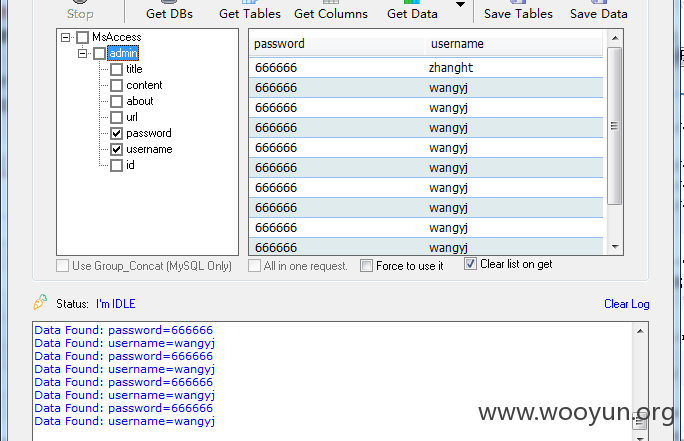 Stop Get DBs Get Tables Get Columns Get Data Save Tables Save Data
MsAccess
admin
title
content
about
url
password
username
id
password username
666666 zhanght
666666 wangyj
666666 wangyj
666666 wangyj
666666 wangyj
666666 wangyj
666666 wangyj
666666 wangyj
666666 wangyj
666666 wangyj
Use Group_Concat (MySQL Only) All in one request. Force to use it Clear list on get
Status: I'm IDLE Clear Log
Data Found: password=666666
Data Found: username=wangyj
Data Found: password=666666
Data Found: username=wangyj
Data Found: password=666666
Data Found: username=wangyj
Data Found: password=666666
Data Found: username=wangyj
www.wooyun.org